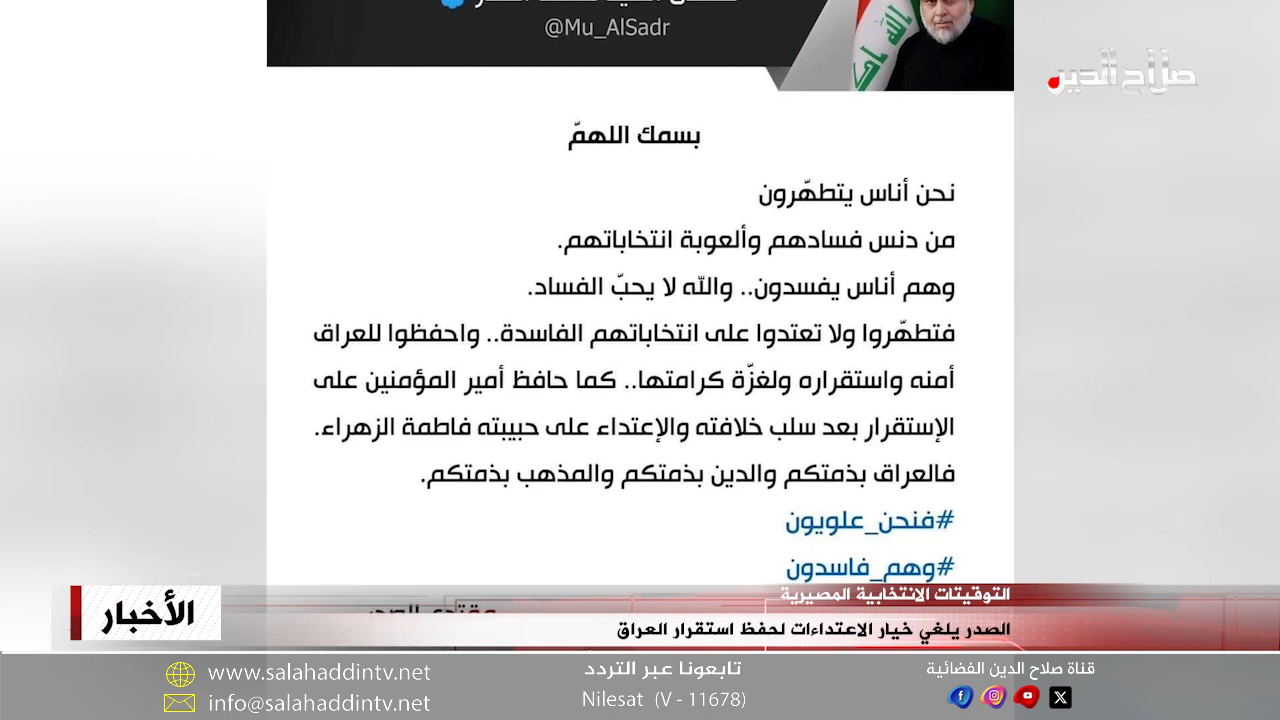 @Mu_AlSadr
صلاح الدين
بسمك اللهمّ
نحن أناس يتطهّرون
من دنس فسادهم وألعوبة انتخاباتهم.
وهم أناس يفسدون.. والله لا يحبّ الفساد.
فتطهّروا ولا تعتدوا على انتخاباتهم الفاسدة.. واحفظوا للعراق
أمنه واستقراره ولغزّة كرامتها.. كما حافظ أمير المؤمنين على
الإستقرار بعد سلب خلافته والإعتداء على حبيبته فاطمة الزهراء.
فالعراق بذمتكم والدين بذمتكم والمذهب بذمتكم.
#فنحن_علويون
#وهم_فاسدون
التوقيتات الانتخابية المصيرية
الأخبار
الصدر يلغي خيار الاعتداءات لحفظ استقرار العراق
قناة صلاح الدين الفضائية
تابعونا عبر التردد
Nilesat (V - 11678)
www.salahaddintv.net
info@salahaddintv.net